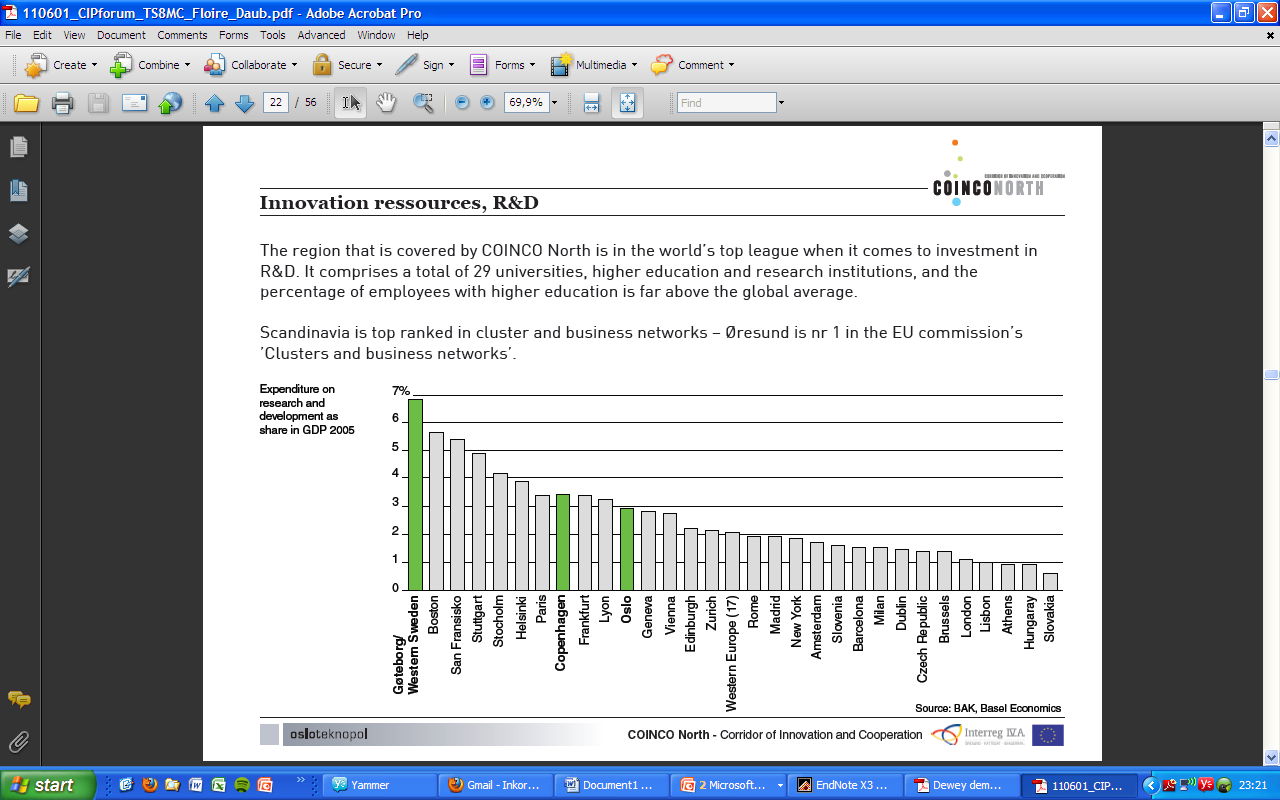 110601_CIPforum_TS8MC_Floire_Daub.pdf - Adobe Acrobat Pro
File Edit View Document Comments Forms Tools Advanced Window Help
Create Combine Collaborate Secure Sign Forms Multimedia Comment
22 / 56 69,9% Find
CORRIDOR OF INNOVATION AND COOPERATION
COINCONORTH
Innovation ressources, R&D
The region that is covered by COINCO North is in the world's top league when it comes to investment in
R&D. It comprises a total of 29 universities, higher education and research institutions, and the
percentage of employees with higher education is far above the global average.
Scandinavia is top ranked in cluster and business networks – Øresund is nr 1 in the EU commission's
'Clusters and business networks'.
Expenditure on
research and
development as
share in GDP 2005
7%
6
5
4
3
2
1
0
Gøteborg/
Western Sweden
Boston
San Fransisko
Stuttgart
Stocholm
Helsinki
Paris
Copenhagen
Frankfurt
Lyon
Oslo
Geneva
Vienna
Edinburgh
Zurich
Western Europe (17)
Rome
Madrid
New York
Amsterdam
Slovenia
Barcelona
Milan
Dublin
Czech Republic
Brussels
London
Lisbon
Athens
Hungaray
Slovakia
Source: BAK, Basel Economics
osloteknopol
COINCO North - Corridor of Innovation and Cooperation
Interreg IV A
start
Yammer
Gmail - Inkor...
Document1 ...
2 Microsoft...
EndNote X3 ...
Dewey dem...
110601_CIP...
23:21